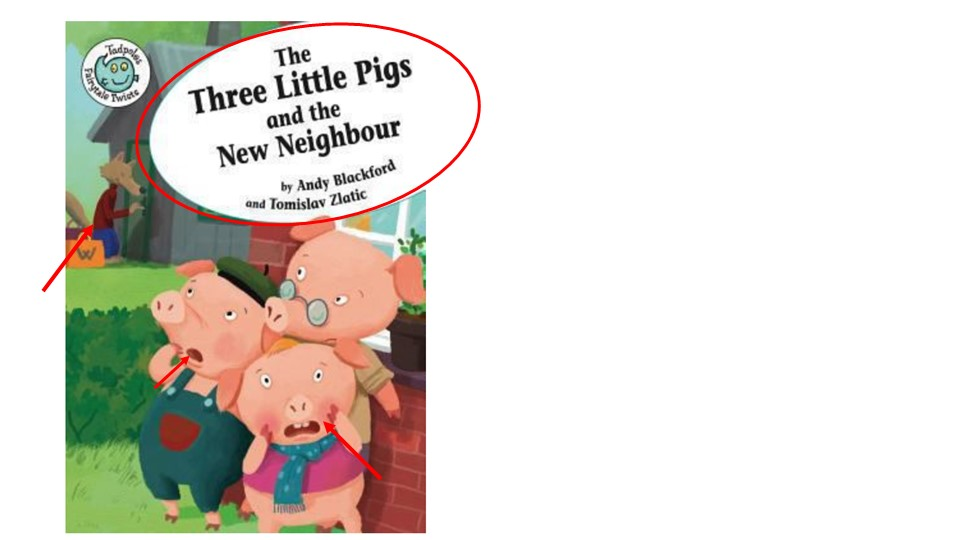 Tadpoles
Fairytale Twists
The
Three Little Pigs
and the
New Neighbour
by Andy Blackford
and Tomislav Zlatic
W